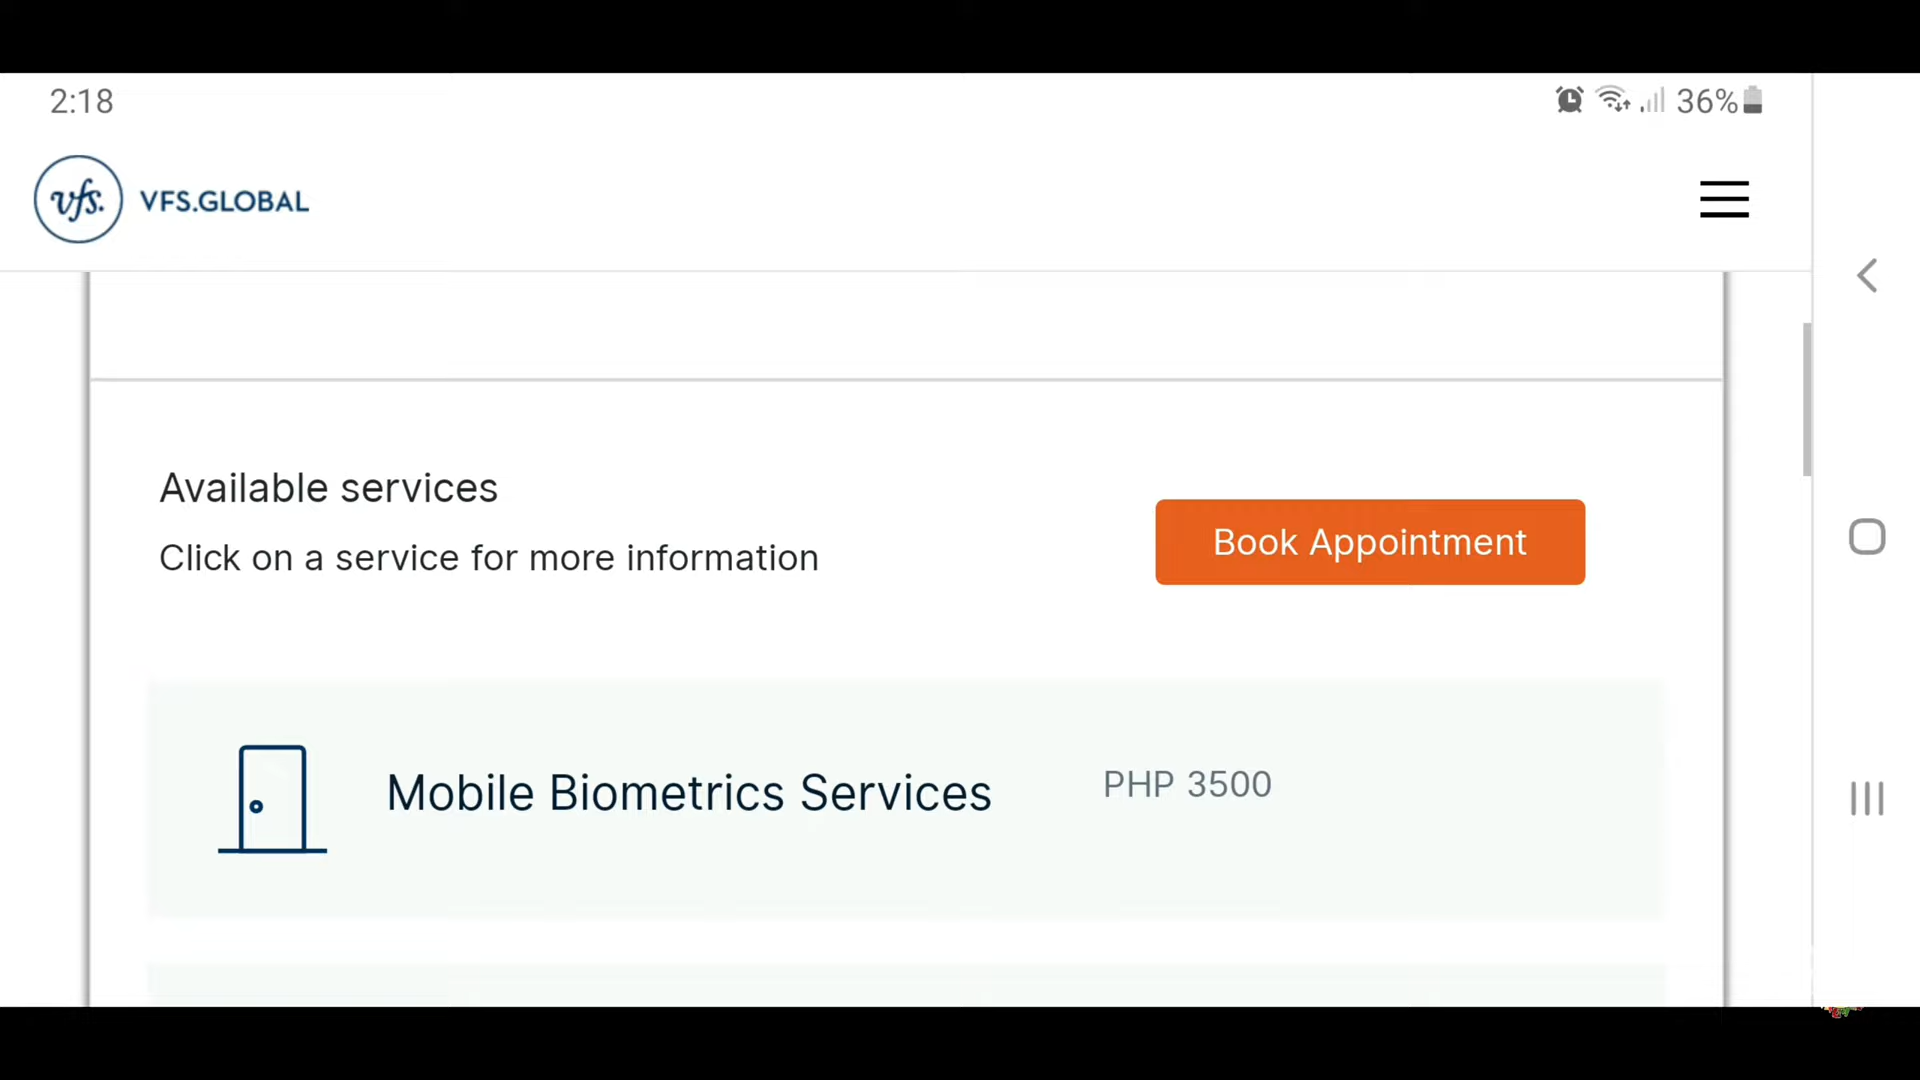 2:18
36%
vfs.
VFS.GLOBAL
Available services
Click on a service for more information
Book Appointment
Mobile Biometrics Services
PHP 3500